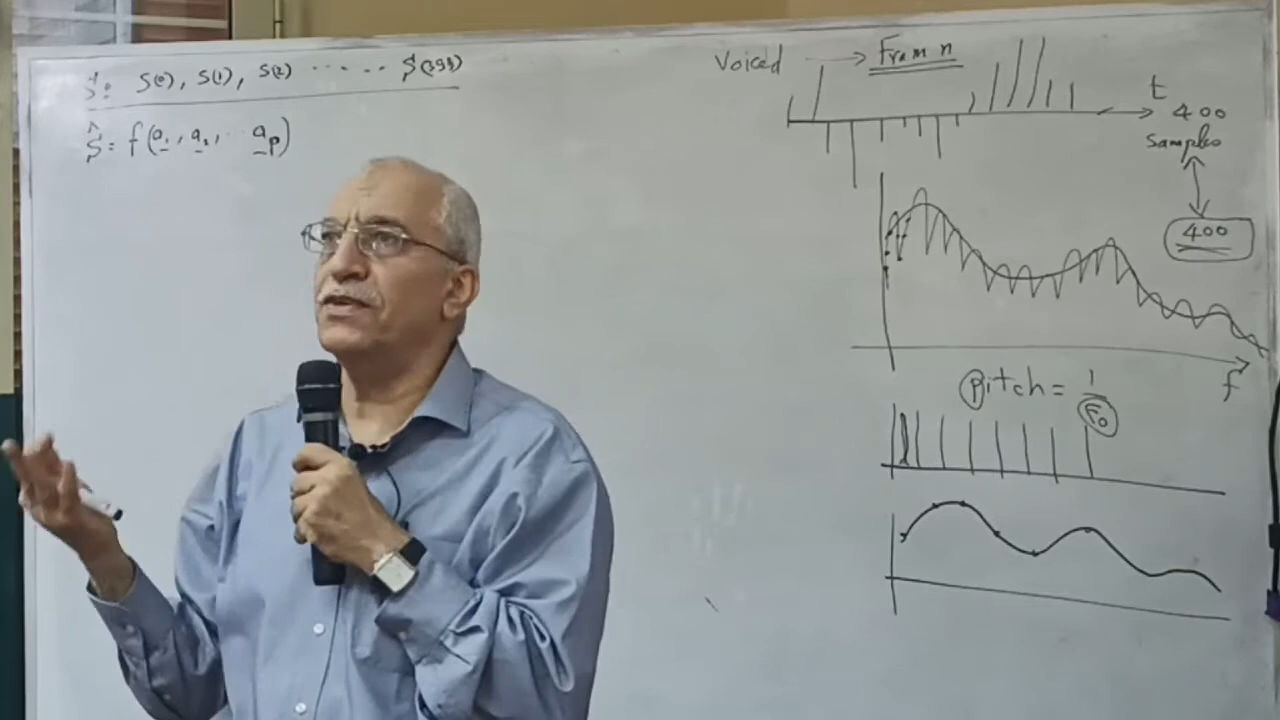 S: S(0), S(1), S(2) ...... S(399)
Ŝ = f(a₁, a₂, ... aₚ)
Voiced → Fram n
t
400
samples
400
f
Pitch = 1/F₀